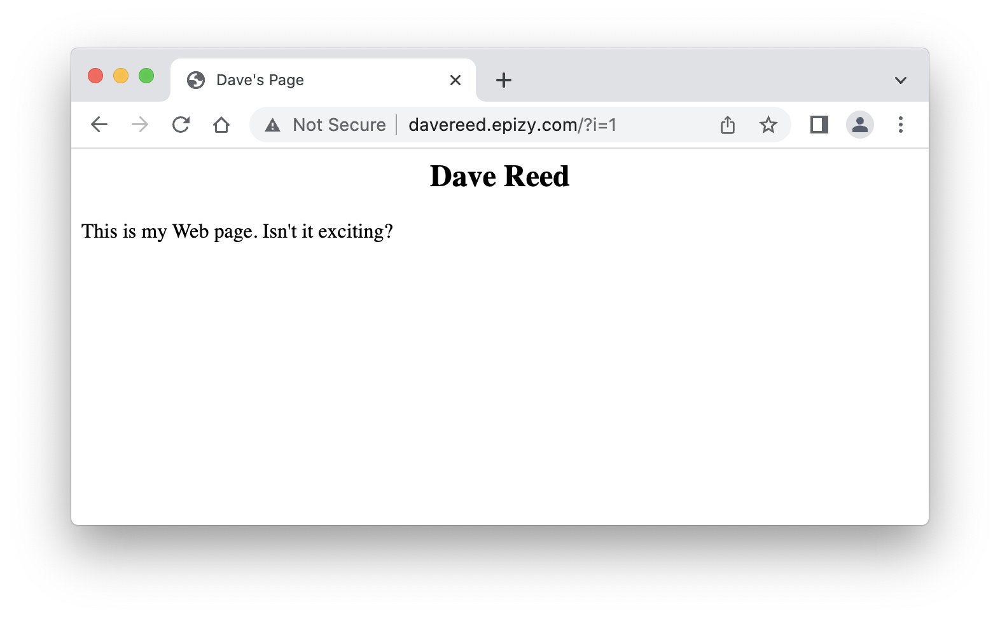 Dave's Page
Not Secure davereed.epizy.com/?i=1
Dave Reed
This is my Web page. Isn't it exciting?